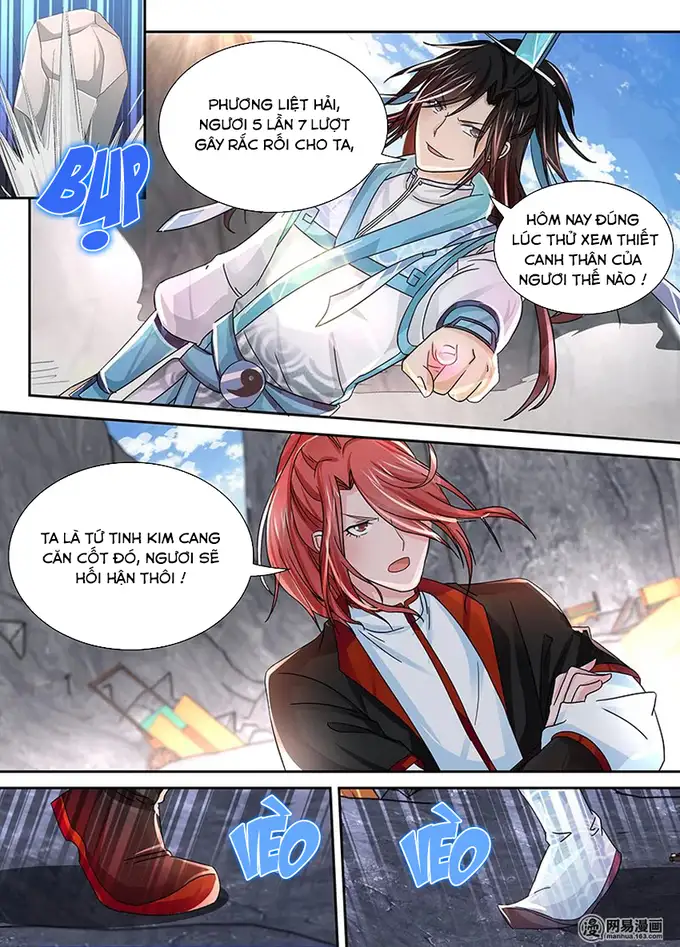 BỤP
PHƯƠNG LIỆT HẢI,
NGƯƠI 5 LẦN 7 LƯỢT
GÂY RẮC RỐI CHO TA,
HÔM NAY ĐÚNG
LÚC THỬ XEM THIẾT
CANH THÂN CỦA
NGƯƠI THẾ NÀO !
TA LÀ TỨ TINH KIM CANG
CĂN CỐT ĐÓ, NGƯƠI SẼ
HỐI HẬN THÔI !
VÈO
VÈO
网易漫画
manhua.163.com